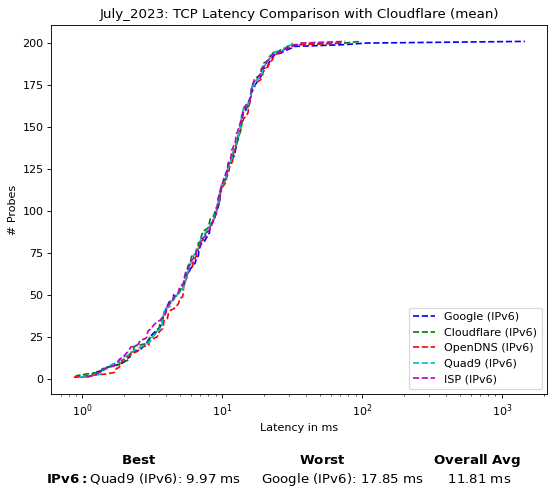 July_2023: TCP Latency Comparison with Cloudflare (mean)
# Probes
200
175
150
125
100
75
50
25
0
Google (IPv6)
Cloudflare (IPv6)
OpenDNS (IPv6)
Quad9 (IPv6)
ISP (IPv6)
10⁰ 10¹ 10² 10³
Latency in ms
Best Worst Overall Avg
IPv6: Quad9 (IPv6): 9.97 ms Google (IPv6): 17.85 ms 11.81 ms